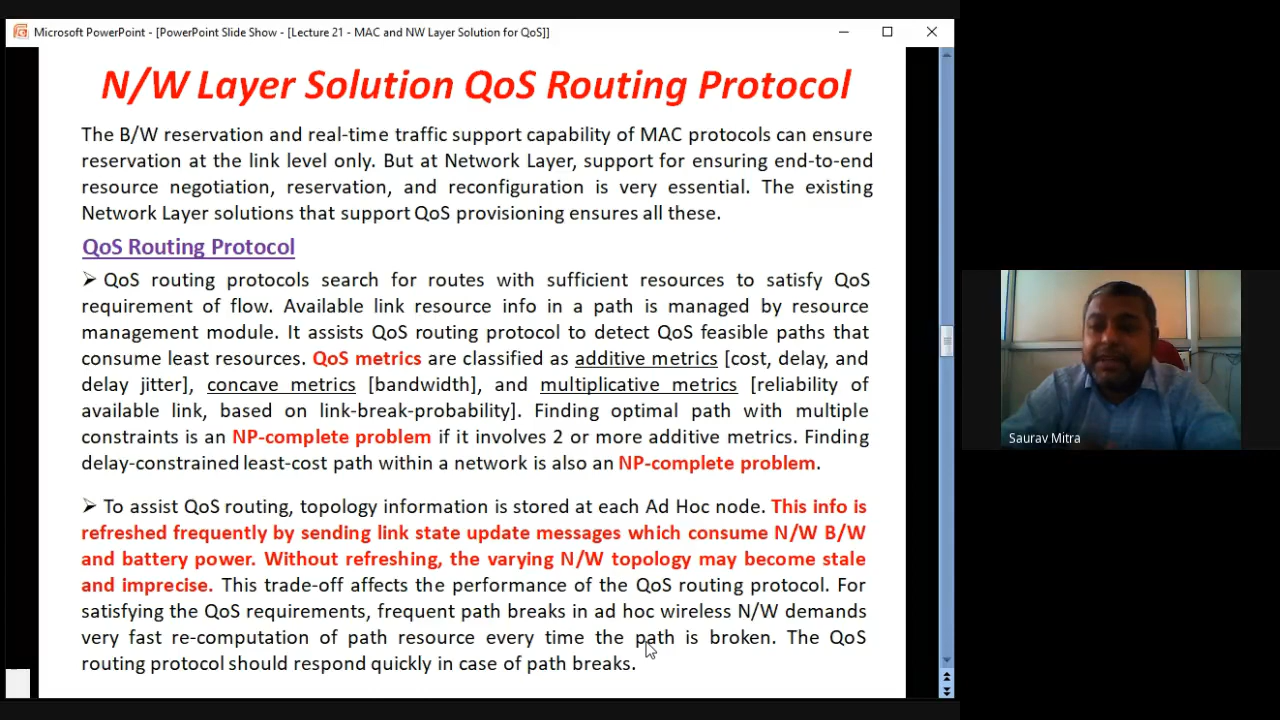 Microsoft PowerPoint - [PowerPoint Slide Show - [Lecture 21 - MAC and NW Layer Solution for QoS]]
N/W Layer Solution QoS Routing Protocol
The B/W reservation and real-time traffic support capability of MAC protocols can ensure
reservation at the link level only. But at Network Layer, support for ensuring end-to-end
resource negotiation, reservation, and reconfiguration is very essential. The existing
Network Layer solutions that support QoS provisioning ensures all these.
QoS Routing Protocol
➢ QoS routing protocols search for routes with sufficient resources to satisfy QoS
requirement of flow. Available link resource info in a path is managed by resource
management module. It assists QoS routing protocol to detect QoS feasible paths that
consume least resources. QoS metrics are classified as additive metrics [cost, delay, and
delay jitter], concave metrics [bandwidth], and multiplicative metrics [reliability of
available link, based on link-break-probability]. Finding optimal path with multiple
constraints is an NP-complete problem if it involves 2 or more additive metrics. Finding
delay-constrained least-cost path within a network is also an NP-complete problem.
➢ To assist QoS routing, topology information is stored at each Ad Hoc node. This info is
refreshed frequently by sending link state update messages which consume N/W B/W
and battery power. Without refreshing, the varying N/W topology may become stale
and imprecise. This trade-off affects the performance of the QoS routing protocol. For
satisfying the QoS requirements, frequent path breaks in ad hoc wireless N/W demands
very fast re-computation of path resource every time the path is broken. The QoS
routing protocol should respond quickly in case of path breaks.
Saurav Mitra